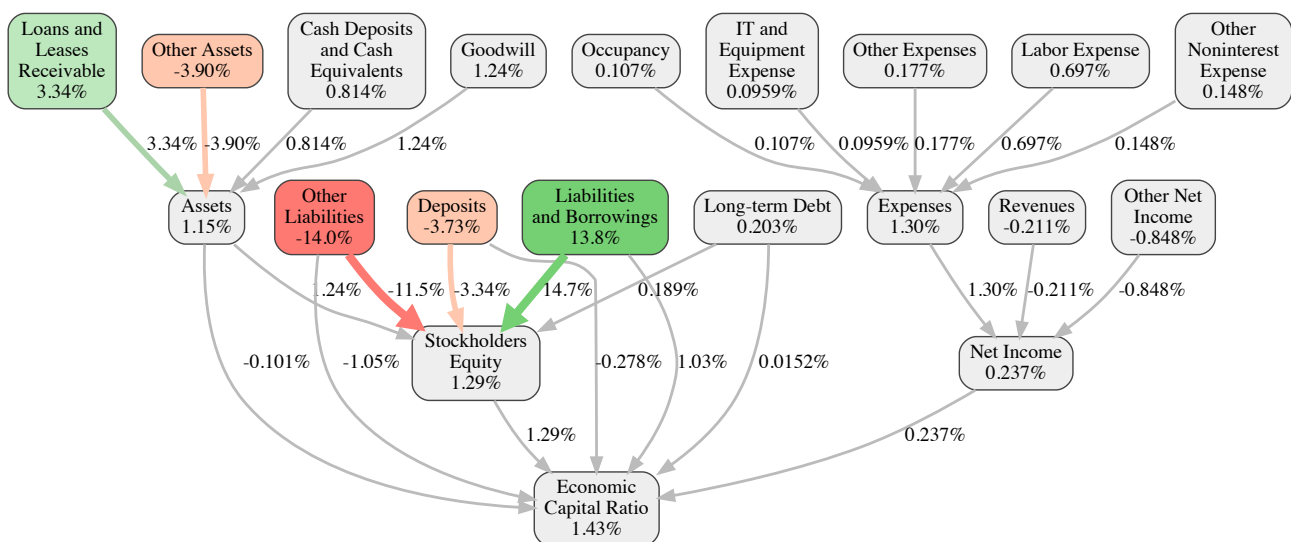 Loans and
Leases
Receivable
3.34%
Other Assets
-3.90%
Cash Deposits
and Cash
Equivalents
0.814%
Goodwill
1.24%
Occupancy
0.107%
IT and
Equipment
Expense
0.0959%
Other Expenses
0.177%
Labor Expense
0.697%
Other
Noninterest
Expense
0.148%
3.34%
-3.90%
0.814%
1.24%
0.107%
0.0959%
0.177%
0.697%
0.148%
Assets
1.15%
Other
Liabilities
-14.0%
Deposits
-3.73%
Liabilities
and Borrowings
13.8%
Long-term Debt
0.203%
Expenses
1.30%
Revenues
-0.211%
Other Net
Income
-0.848%
1.24%
-11.5%
-3.34%
14.7%
0.189%
1.30%
-0.211%
-0.848%
Stockholders
Equity
1.29%
Net Income
0.237%
-0.101%
-1.05%
-0.278%
1.03%
0.0152%
1.29%
0.237%
Economic
Capital Ratio
1.43%